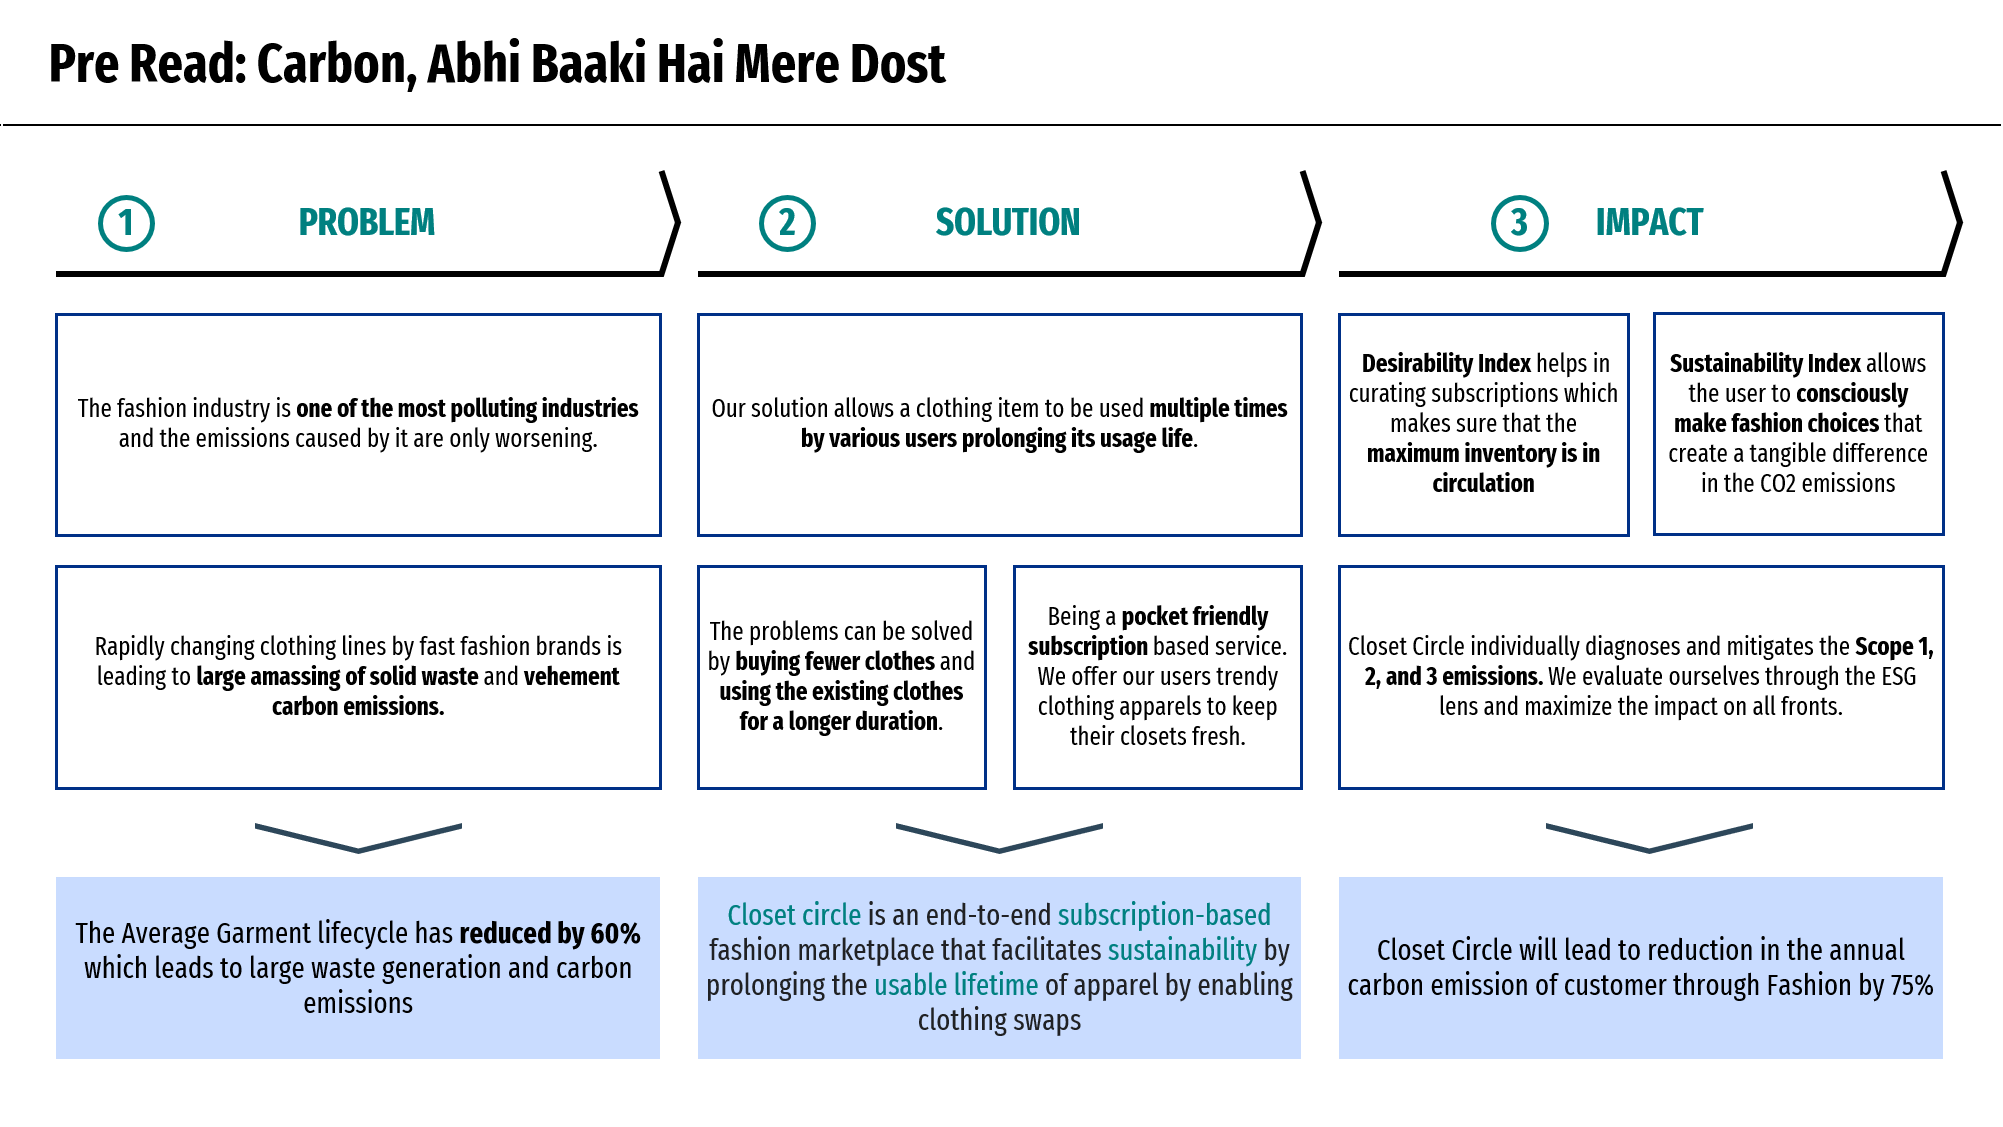 Pre Read: Carbon, Abhi Baaki Hai Mere Dost
1
PROBLEM
The fashion industry is one of the most polluting industries
and the emissions caused by it are only worsening.
Rapidly changing clothing lines by fast fashion brands is
leading to large amassing of solid waste and vehement
carbon emissions.
The Average Garment lifecycle has reduced by 60%
which leads to large waste generation and carbon
emissions
2
SOLUTION
Our solution allows a clothing item to be used multiple times
by various users prolonging its usage life.
The problems can be solved
by buying fewer clothes and
using the existing clothes
for a longer duration.
Being a pocket friendly
subscription based service.
We offer our users trendy
clothing apparels to keep
their closets fresh.
Closet circle is an end-to-end subscription-based
fashion marketplace that facilitates sustainability by
prolonging the usable lifetime of apparel by enabling
clothing swaps
3
IMPACT
Desirability Index helps in
curating subscriptions which
makes sure that the
maximum inventory is in
circulation
Sustainability Index allows
the user to consciously
make fashion choices that
create a tangible difference
in the CO2 emissions
Closet Circle individually diagnoses and mitigates the Scope 1,
2, and 3 emissions. We evaluate ourselves through the ESG
lens and maximize the impact on all fronts.
Closet Circle will lead to reduction in the annual
carbon emission of customer through Fashion by 75%